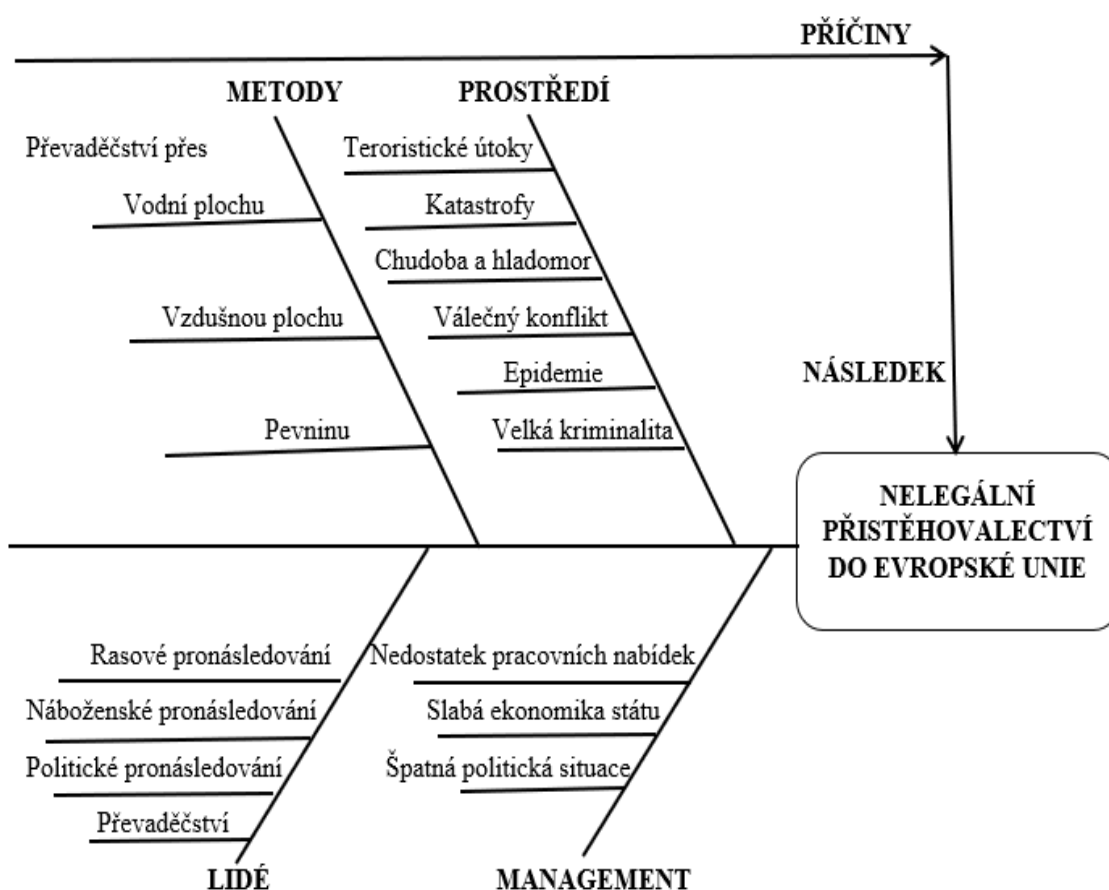 PŘÍČINY
METODY
PROSTŘEDÍ
Převaděčství přes
Vodní plochu
Vzdušnou plochu
Pevninu
Teroristické útoky
Katastrofy
Chudoba a hladomor
Válečný konflikt
Epidemie
Velká kriminalita
NÁSLEDEK
NELEGÁLNÍ
PŘISTĚHOVALECTVÍ
DO EVROPSKÉ UNIE
Rasové pronásledování
Náboženské pronásledování
Politické pronásledování
Převaděčství
LIDÉ
Nedostatek pracovních nabídek
Slabá ekonomika státu
Špatná politická situace
MANAGEMENT